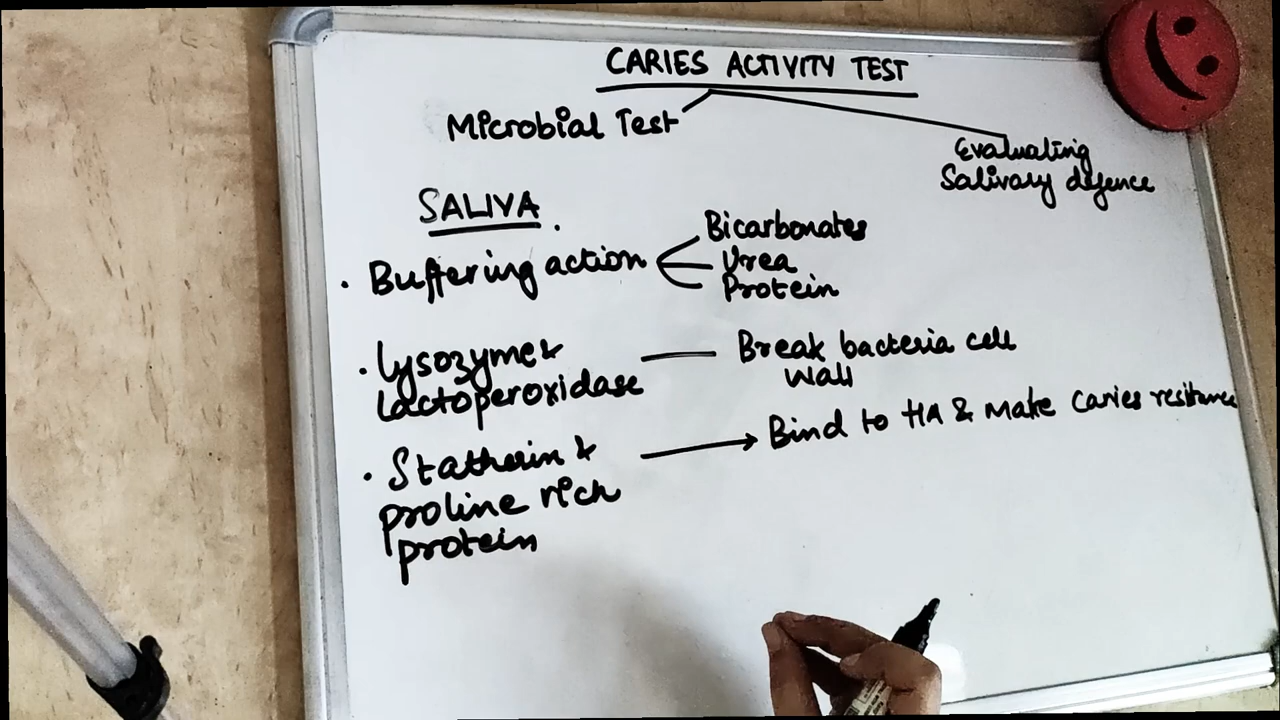 CARIES ACTIVITY TEST
Microbial Test
Evaluating
Salivary defence
SALIVA
. Buffering action
Bicarbonates
Urea
Protein
. Lysozyme &
Lactoperoxidase
Break bacteria cell
Wall
. Statherin &
proline rich
protein
Bind to HA & Make Caries resistance